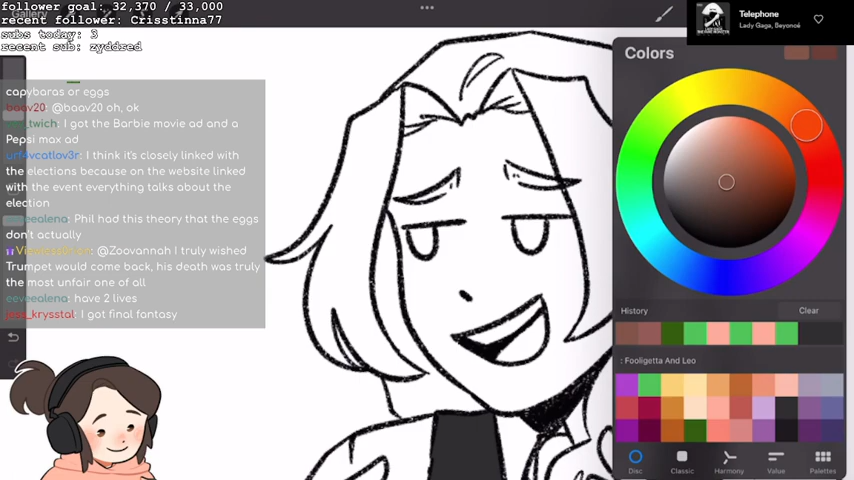 follower goal: 32,370 / 33,000
recent follower: Crisstinna77
subs today: 3
recent sub: zyddred
capybaras or eggs
baav20: @baav20 oh, ok
I got the Barbie movie ad and a
Pepsi max ad
I think it's closely linked with
the elections because on the website linked
with the event everything talks about the
election
eeveealena: Phil had this theory that the eggs
don't actually
@Zoovannah I truly wished
Trumpet would come back, his death was truly
the most unfair one of all
eeveealena: have 2 lives
jess_krysstal: I got final fantasy
Telephone
Lady Gaga, Beyoncé
Colors
History
Clear
: Fooligetta And Leo
Disc
Classic
Harmony
Value
Palettes